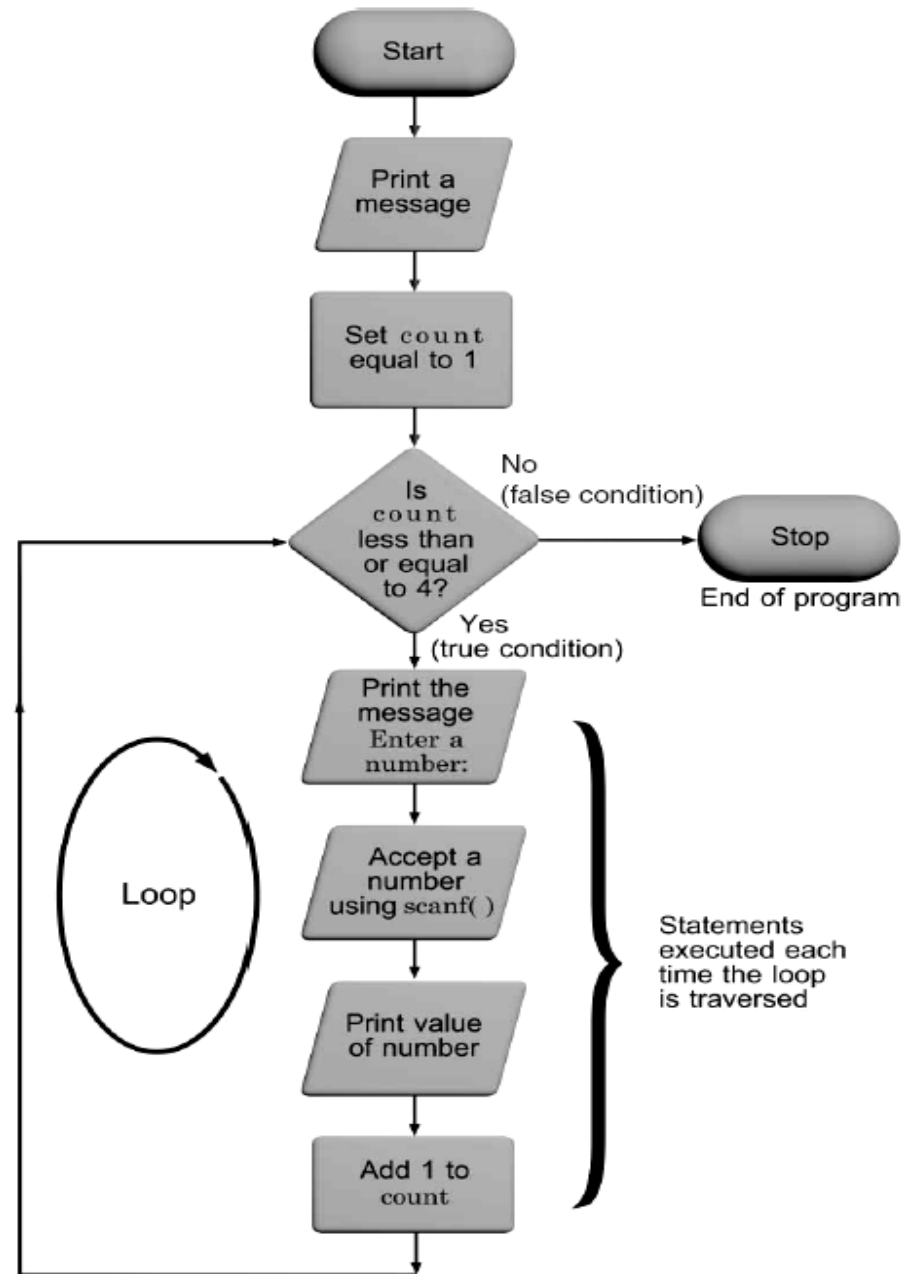 Start
Print a
message
Set count
equal to 1
Is
count
less than
or equal
to 4?
No
(false condition)
Stop
End of program
Yes
(true condition)
Print the
message
Enter a
number:
Accept a
number
using scanf( )
Print value
of number
Add 1 to
count
Loop
Statements
executed each
time the loop
is traversed